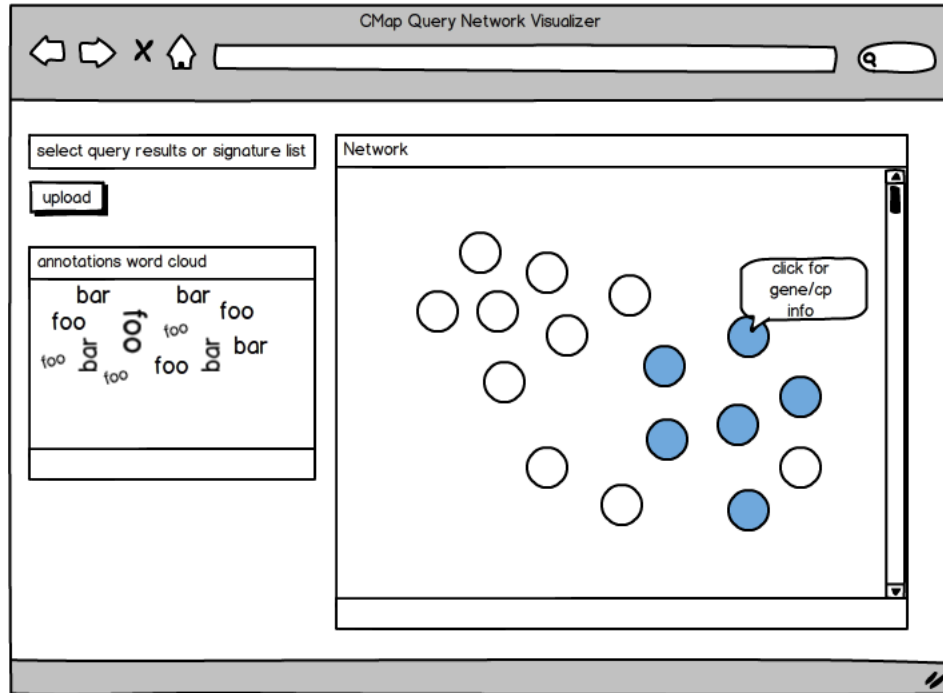 CMap Query Network Visualizer
select query results or signature list
upload
annotations word cloud
bar
bar
foo
foo
foo
foo
foo
bar
foo
foo
bar
bar
Network
click for
gene/cp
info